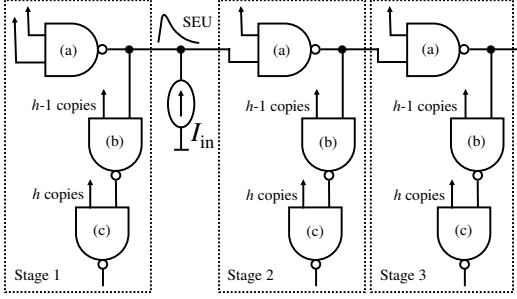 SEU
(a)
(a)
(a)
h-1 copies
h-1 copies
h-1 copies
I_in
(b)
(b)
(b)
h copies
h copies
h copies
(c)
(c)
(c)
Stage 1
Stage 2
Stage 3